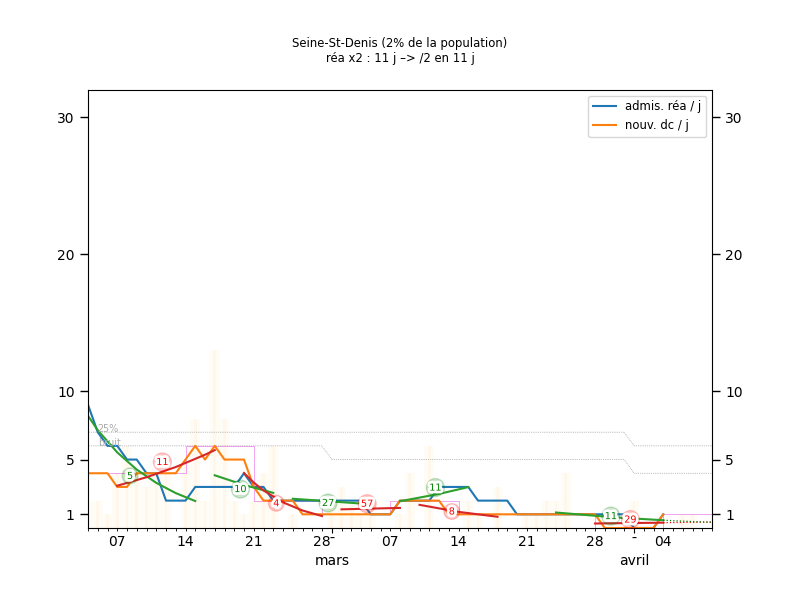 Seine-St-Denis (2% de la population)
réa x2 : 11 j –> /2 en 11 j
admis. réa / j
nouv. dc / j
30 30
20 20
10 10
25%
bruit
11
5 5
5
10 11
4 27 57 8
11 29
1 1
07 14 21 28 07 14 21 28 - 04
mars avril